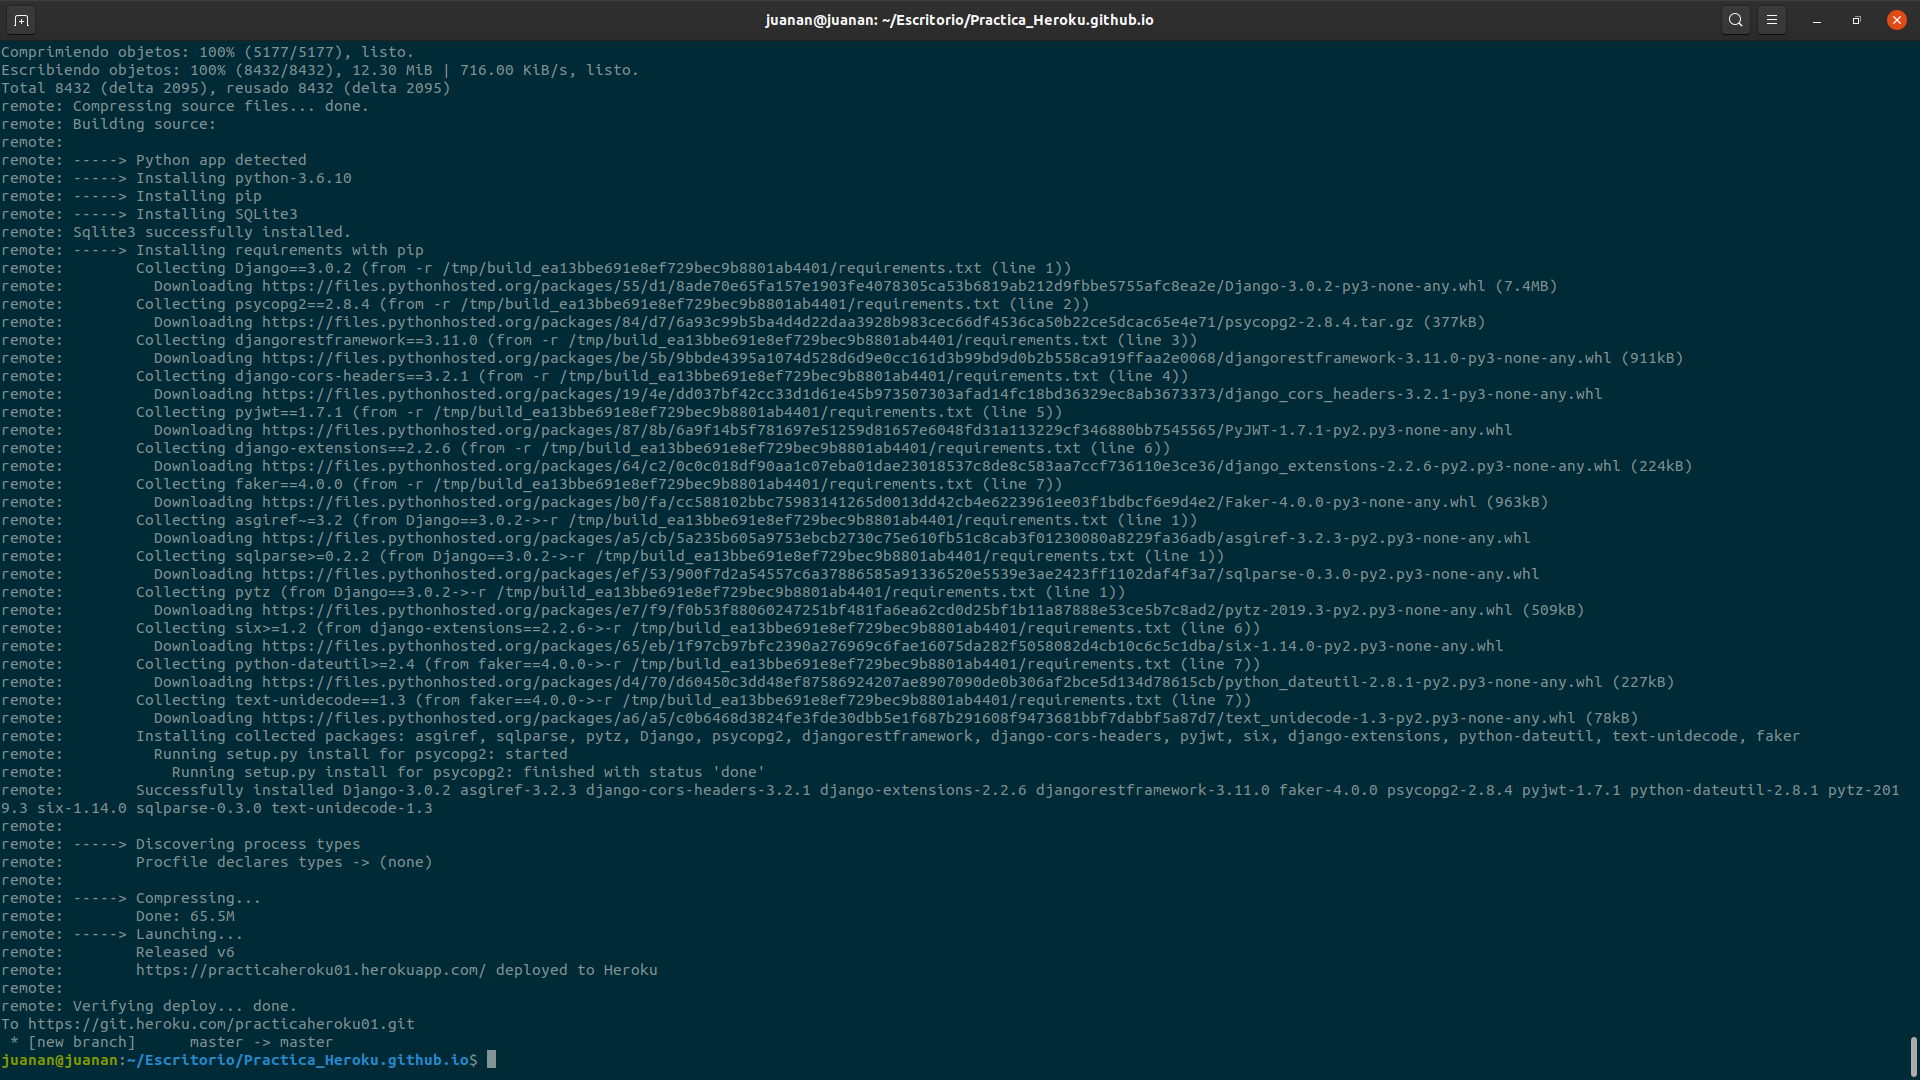 juanan@juanan: ~/Escritorio/Practica_Heroku.github.io
Comprimiendo objetos: 100% (5177/5177), listo.
Escribiendo objetos: 100% (8432/8432), 12.30 MiB | 716.00 KiB/s, listo.
Total 8432 (delta 2095), reusado 8432 (delta 2095)
remote: Compressing source files... done.
remote: Building source:
remote:
remote: -----> Python app detected
remote: -----> Installing python-3.6.10
remote: -----> Installing pip
remote: -----> Installing SQLite3
remote: Sqlite3 successfully installed.
remote: -----> Installing requirements with pip
remote:        Collecting Django==3.0.2 (from -r /tmp/build_ea13bbe691e8ef729bec9b8801ab4401/requirements.txt (line 1))
remote:          Downloading https://files.pythonhosted.org/packages/55/d1/8ade70e65fa157e1903fe4078305ca53b6819ab212d9fbbe5755afc8ea2e/Django-3.0.2-py3-none-any.whl (7.4MB)
remote:        Collecting psycopg2==2.8.4 (from -r /tmp/build_ea13bbe691e8ef729bec9b8801ab4401/requirements.txt (line 2))
remote:          Downloading https://files.pythonhosted.org/packages/84/d7/6a93c99b5ba4d4d22daa3928b983cec66df4536ca50b22ce5dcac65e4e71/psycopg2-2.8.4.tar.gz (377kB)
remote:        Collecting djangorestframework==3.11.0 (from -r /tmp/build_ea13bbe691e8ef729bec9b8801ab4401/requirements.txt (line 3))
remote:          Downloading https://files.pythonhosted.org/packages/be/5b/9bbde4395a1074d528d6d9e0cc161d3b99bd9d0b2b558ca919ffaa2e0068/djangorestframework-3.11.0-py3-none-any.whl (911kB)
remote:        Collecting django-cors-headers==3.2.1 (from -r /tmp/build_ea13bbe691e8ef729bec9b8801ab4401/requirements.txt (line 4))
remote:          Downloading https://files.pythonhosted.org/packages/19/4e/dd037bf42cc33d1d61e45b973507303afad14fc18bd36329ec8ab3673373/django_cors_headers-3.2.1-py3-none-any.whl
remote:        Collecting pyjwt==1.7.1 (from -r /tmp/build_ea13bbe691e8ef729bec9b8801ab4401/requirements.txt (line 5))
remote:          Downloading https://files.pythonhosted.org/packages/87/8b/6a9f14b5f781697e51259d81657e6048fd31a113229cf346880bb7545565/PyJWT-1.7.1-py2.py3-none-any.whl
remote:        Collecting django-extensions==2.2.6 (from -r /tmp/build_ea13bbe691e8ef729bec9b8801ab4401/requirements.txt (line 6))
remote:          Downloading https://files.pythonhosted.org/packages/64/c2/0c0c018df90aa1c07eba01dae23018537c8de8c583aa7ccf736110e3ce36/django_extensions-2.2.6-py2.py3-none-any.whl (224kB)
remote:        Collecting faker==4.0.0 (from -r /tmp/build_ea13bbe691e8ef729bec9b8801ab4401/requirements.txt (line 7))
remote:          Downloading https://files.pythonhosted.org/packages/b0/fa/cc588102bbc75983141265d0013dd42cb4e6223961ee03f1bdbcf6e9d4e2/Faker-4.0.0-py3-none-any.whl (963kB)
remote:        Collecting asgiref~=3.2 (from Django==3.0.2->-r /tmp/build_ea13bbe691e8ef729bec9b8801ab4401/requirements.txt (line 1))
remote:          Downloading https://files.pythonhosted.org/packages/a5/cb/5a235b605a9753ebcb2730c75e610fb51c8cab3f01230080a8229fa36adb/asgiref-3.2.3-py2.py3-none-any.whl
remote:        Collecting sqlparse>=0.2.2 (from Django==3.0.2->-r /tmp/build_ea13bbe691e8ef729bec9b8801ab4401/requirements.txt (line 1))
remote:          Downloading https://files.pythonhosted.org/packages/ef/53/900f7d2a54557c6a37886585a91336520e5539e3ae2423ff1102daf4f3a7/sqlparse-0.3.0-py2.py3-none-any.whl
remote:        Collecting pytz (from Django==3.0.2->-r /tmp/build_ea13bbe691e8ef729bec9b8801ab4401/requirements.txt (line 1))
remote:          Downloading https://files.pythonhosted.org/packages/e7/f9/f0b53f88060247251bf481fa6ea62cd0d25bf1b11a87888e53ce5b7c8ad2/pytz-2019.3-py2.py3-none-any.whl (509kB)
remote:        Collecting six>=1.2 (from django-extensions==2.2.6->-r /tmp/build_ea13bbe691e8ef729bec9b8801ab4401/requirements.txt (line 6))
remote:          Downloading https://files.pythonhosted.org/packages/65/eb/1f97cb97bfc2390a276969c6fae16075da282f5058082d4cb10c6c5c1dba/six-1.14.0-py2.py3-none-any.whl
remote:        Collecting python-dateutil>=2.4 (from faker==4.0.0->-r /tmp/build_ea13bbe691e8ef729bec9b8801ab4401/requirements.txt (line 7))
remote:          Downloading https://files.pythonhosted.org/packages/d4/70/d60450c3dd48ef87586924207ae8907090de0b306af2bce5d134d78615cb/python_dateutil-2.8.1-py2.py3-none-any.whl (227kB)
remote:        Collecting text-unidecode==1.3 (from faker==4.0.0->-r /tmp/build_ea13bbe691e8ef729bec9b8801ab4401/requirements.txt (line 7))
remote:          Downloading https://files.pythonhosted.org/packages/a6/a5/c0b6468d3824fe3fde30dbb5e1f687b291608f9473681bbf7dabbf5a87d7/text_unidecode-1.3-py2.py3-none-any.whl (78kB)
remote:        Installing collected packages: asgiref, sqlparse, pytz, Django, psycopg2, djangorestframework, django-cors-headers, pyjwt, six, django-extensions, python-dateutil, text-unidecode, faker
remote:          Running setup.py install for psycopg2: started
remote:            Running setup.py install for psycopg2: finished with status 'done'
remote:        Successfully installed Django-3.0.2 asgiref-3.2.3 django-cors-headers-3.2.1 django-extensions-2.2.6 djangorestframework-3.11.0 faker-4.0.0 psycopg2-2.8.4 pyjwt-1.7.1 python-dateutil-2.8.1 pytz-201
9.3 six-1.14.0 sqlparse-0.3.0 text-unidecode-1.3
remote:
remote: -----> Discovering process types
remote:        Procfile declares types -> (none)
remote:
remote: -----> Compressing...
remote:        Done: 65.5M
remote: -----> Launching...
remote:        Released v6
remote:        https://practicaheroku01.herokuapp.com/ deployed to Heroku
remote:
remote: Verifying deploy... done.
To https://git.heroku.com/practicaheroku01.git
 * [new branch]      master -> master
juanan@juanan:~/Escritorio/Practica_Heroku.github.io$